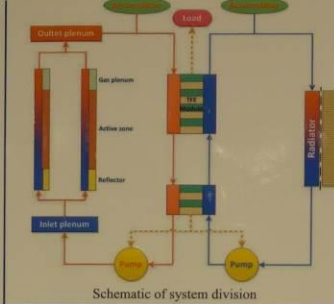 Load
Outlet plenum
Gas plenum
Active zone
Reflector
Inlet plenum
Radiator
Pump
Pump
Schematic of system division